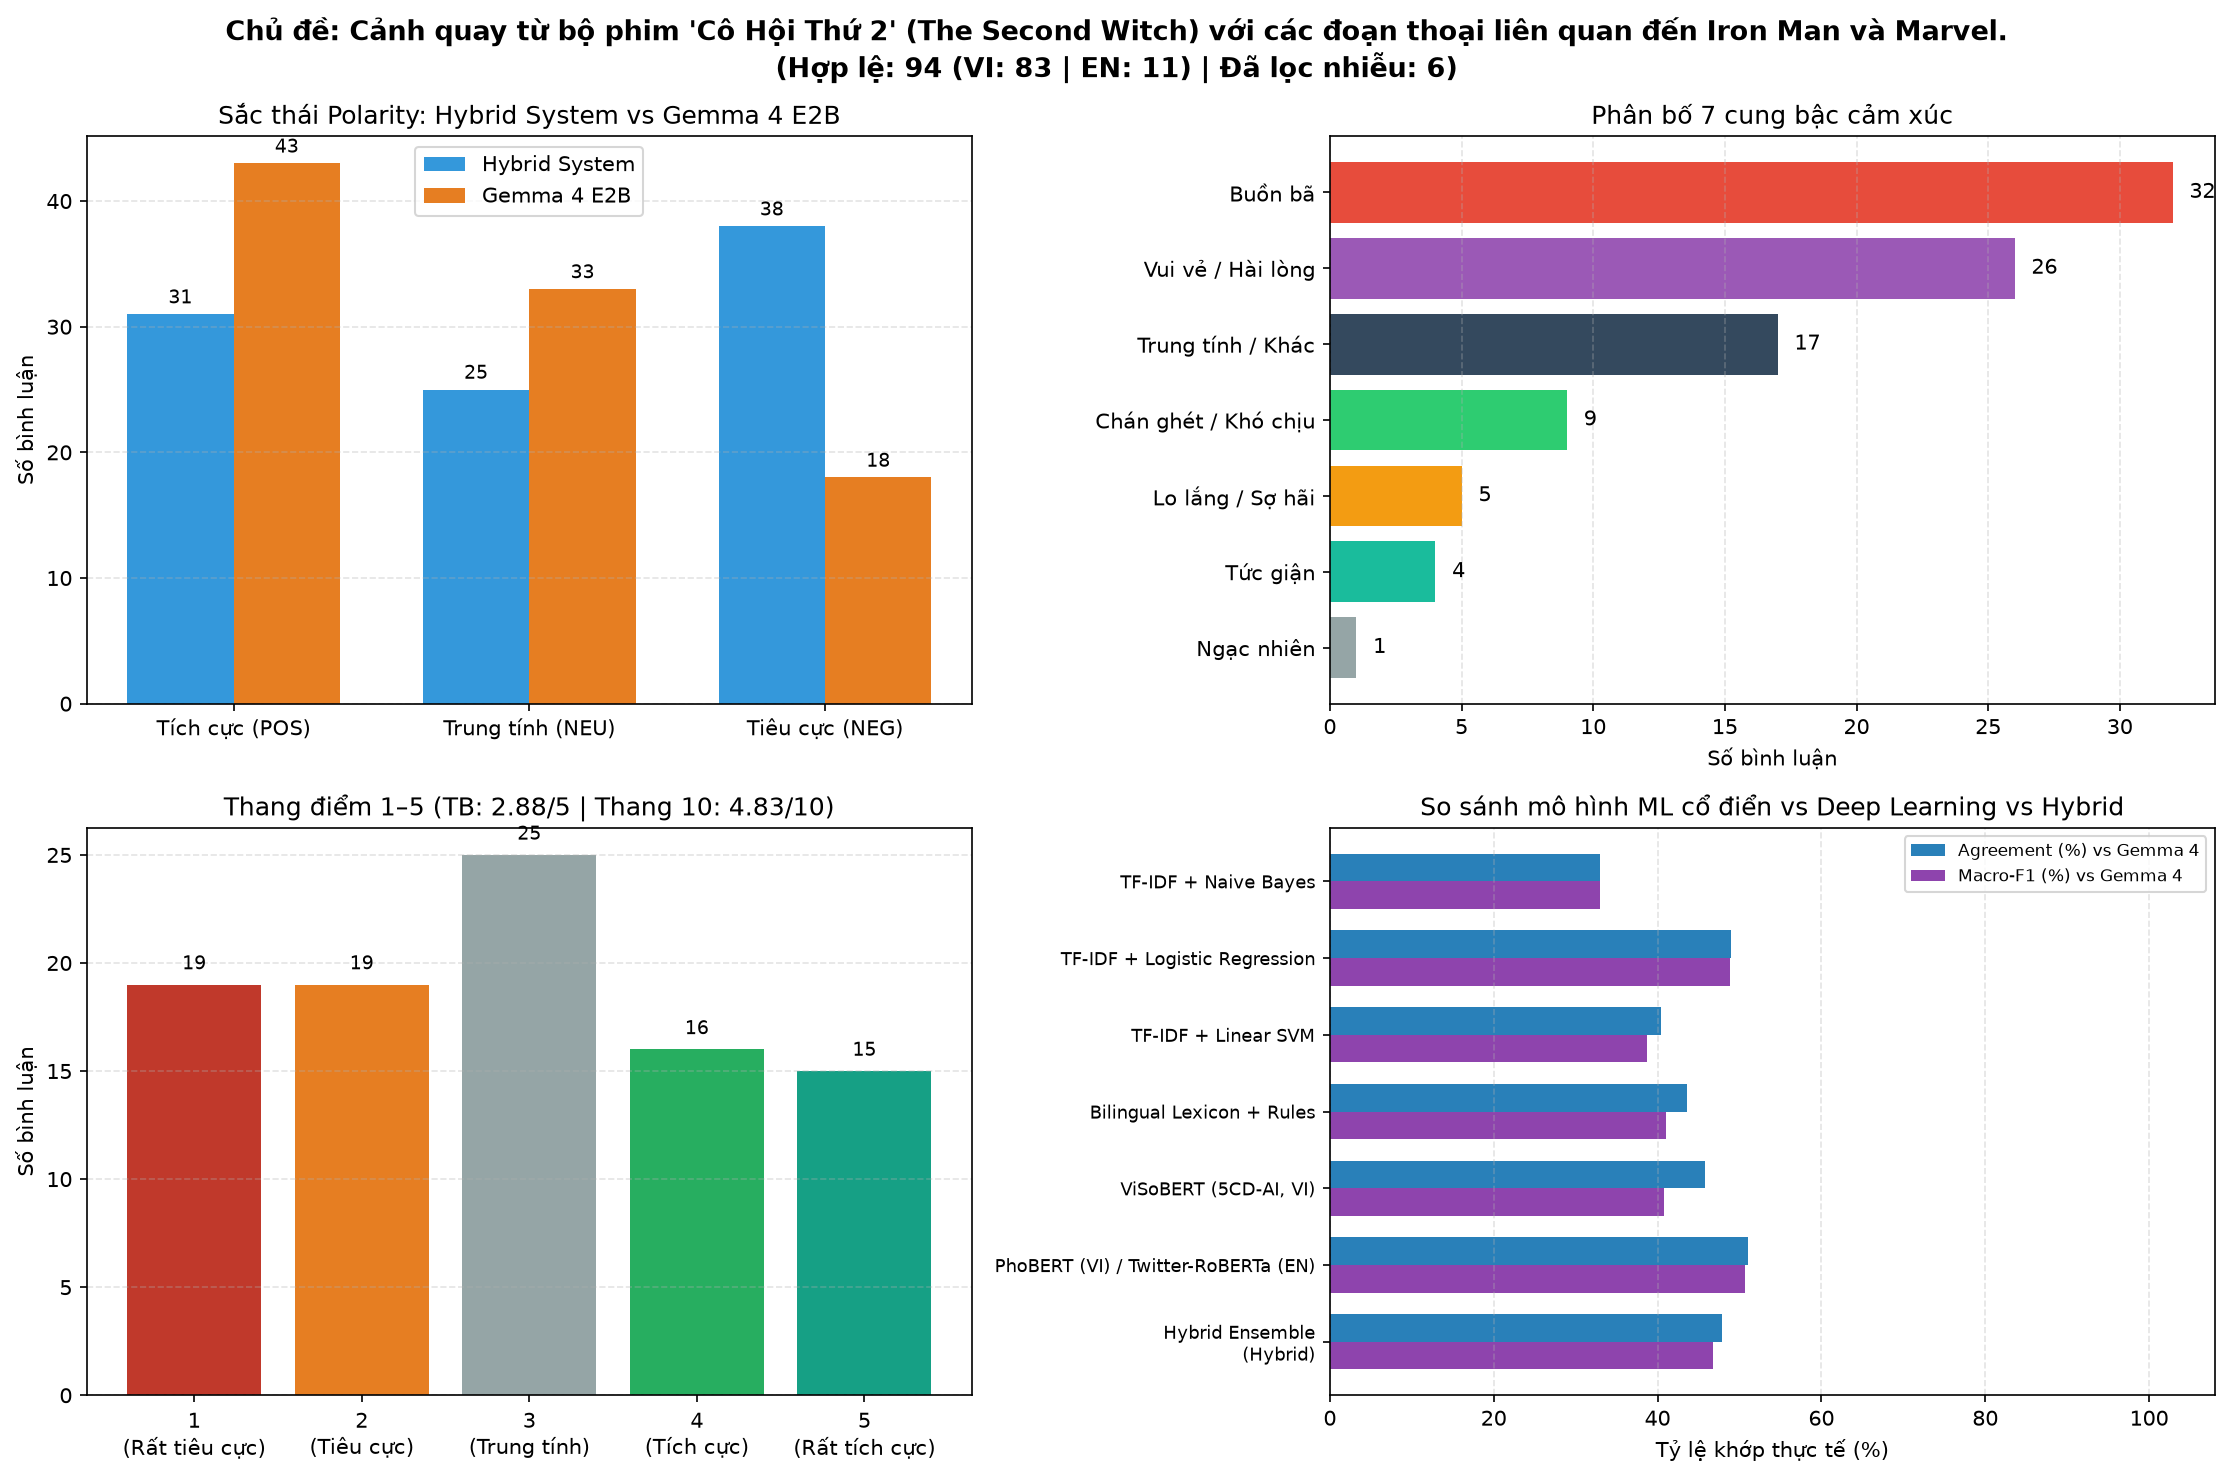 Chủ đề: Cảnh quay từ bộ phim 'Cô Hội Thứ 2' (The Second Witch) với các đoạn thoại liên quan đến Iron Man và Marvel.
(Hợp lệ: 94 (VI: 83 | EN: 11) | Đã lọc nhiễu: 6)
Sắc thái Polarity: Hybrid System vs Gemma 4 E2B
Hybrid System
Gemma 4 E2B
43
31
33
25
38
18
40
30
20
10
0
Số bình luận
Tích cực (POS)
Trung tính (NEU)
Tiêu cực (NEG)
Phân bố 7 cung bậc cảm xúc
Buồn bã
32
Vui vẻ / Hài lòng
26
Trung tính / Khác
17
Chán ghét / Khó chịu
9
Lo lắng / Sợ hãi
5
Tức giận
4
Ngạc nhiên
1
0 5 10 15 20 25 30
Số bình luận
Thang điểm 1–5 (TB: 2.88/5 | Thang 10: 4.83/10)
25
19
19
16
15
25
20
15
10
5
0
Số bình luận
1
(Rất tiêu cực)
2
(Tiêu cực)
3
(Trung tính)
4
(Tích cực)
5
(Rất tích cực)
So sánh mô hình ML cổ điển vs Deep Learning vs Hybrid
Agreement (%) vs Gemma 4
Macro-F1 (%) vs Gemma 4
TF-IDF + Naive Bayes
TF-IDF + Logistic Regression
TF-IDF + Linear SVM
Bilingual Lexicon + Rules
ViSoBERT (5CD-AI, VI)
PhoBERT (VI) / Twitter-RoBERTa (EN)
Hybrid Ensemble
(Hybrid)
0 20 40 60 80 100
Tỷ lệ khớp thực tế (%)